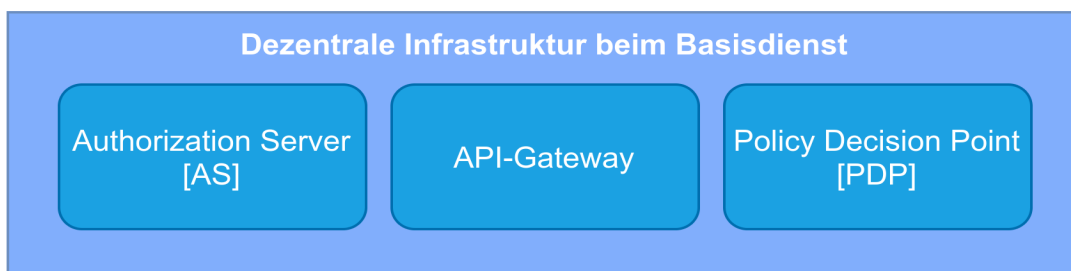 Dezentrale Infrastruktur beim Basisdienst
Authorization Server
[AS]
API-Gateway
Policy Decision Point
[PDP]